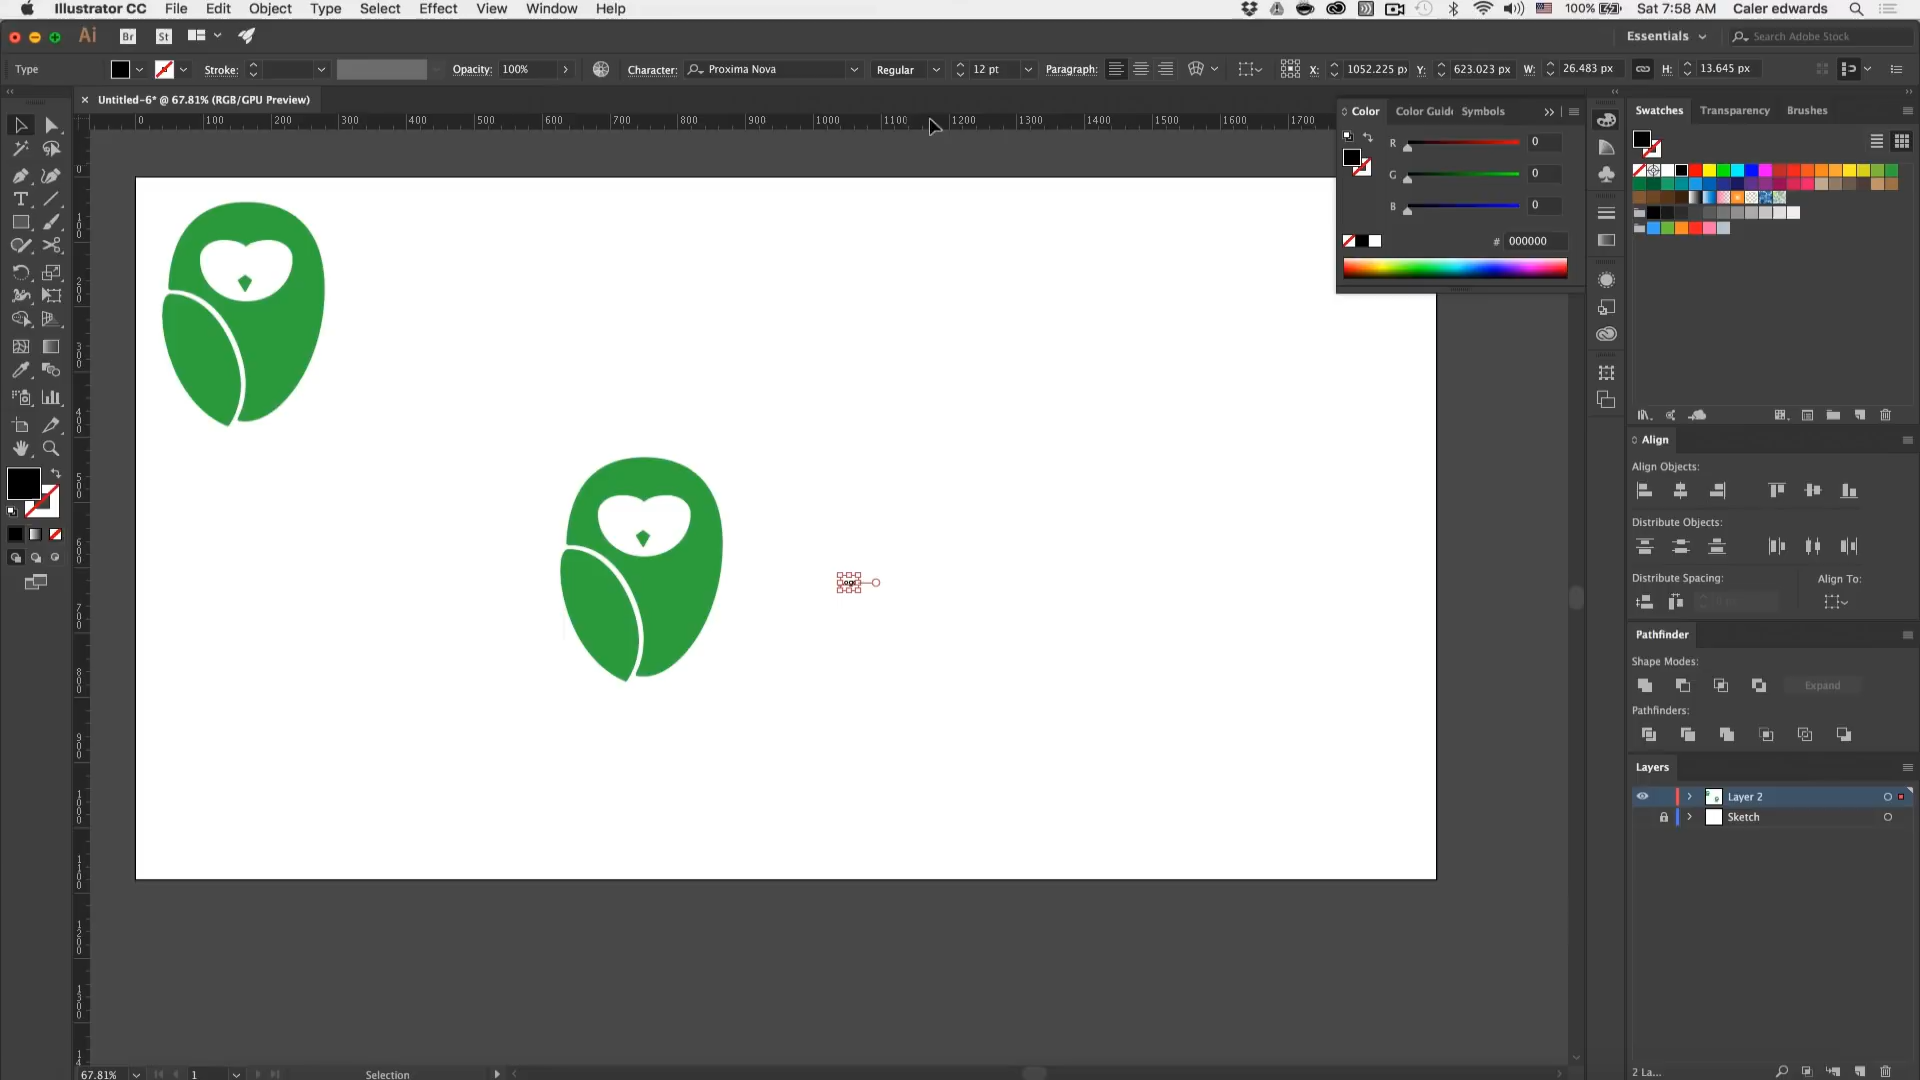 Illustrator CC File Edit Object Type Select Effect View Window Help 100% Sat 7:58 AM Caler edwards
Ai Br St Essentials Search Adobe Stock
Type Stroke: Opacity: 100% Character: Proxima Nova Regular 12 pt Paragraph: X: 1052.225 px Y: 623.023 px W: 26.483 px H: 13.645 px
× Untitled-6* @ 67.81% (RGB/GPU Preview)
0 100 200 300 400 500 600 700 800 900 1000 1100 1200 1300 1400 1500 1600 1700
Color Color Guide Symbols
R 0
G 0
B 0
# 000000
Swatches Transparency Brushes
Align
Align Objects:
Distribute Objects:
Distribute Spacing: Align To:
Pathfinder
Shape Modes:
Expand
Pathfinders:
Layers
Layer 2
Sketch
2 La...
67.81% 1 Selection